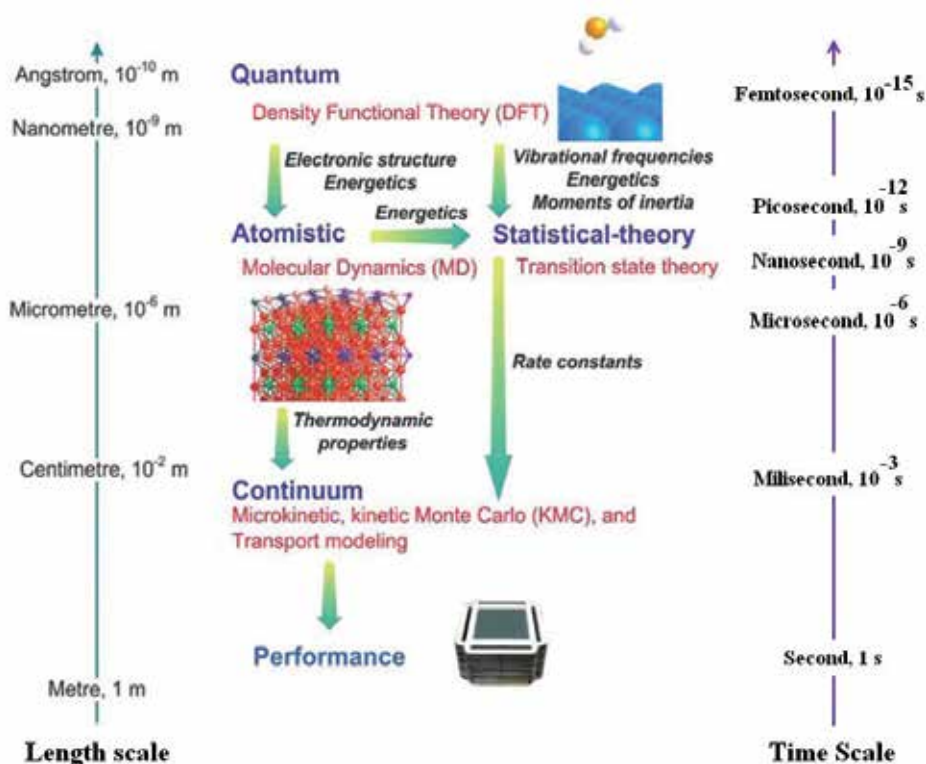 Angstrom, 10⁻¹⁰ m
Nanometre, 10⁻⁹ m
Micrometre, 10⁻⁶ m
Centimetre, 10⁻² m
Metre, 1 m
Length scale
Quantum
Density Functional Theory (DFT)
Electronic structure
Energetics
Vibrational frequencies
Energetics
Moments of inertia
Energetics
Atomistic
Statistical-theory
Molecular Dynamics (MD)
Transition state theory
Rate constants
Thermodynamic
properties
Continuum
Microkinetic, kinetic Monte Carlo (KMC), and
Transport modeling
Performance
Femtosecond, 10⁻¹⁵ s
Picosecond, 10⁻¹² s
Nanosecond, 10⁻⁹ s
Microsecond, 10⁻⁶ s
Milisecond, 10⁻³ s
Second, 1 s
Time Scale